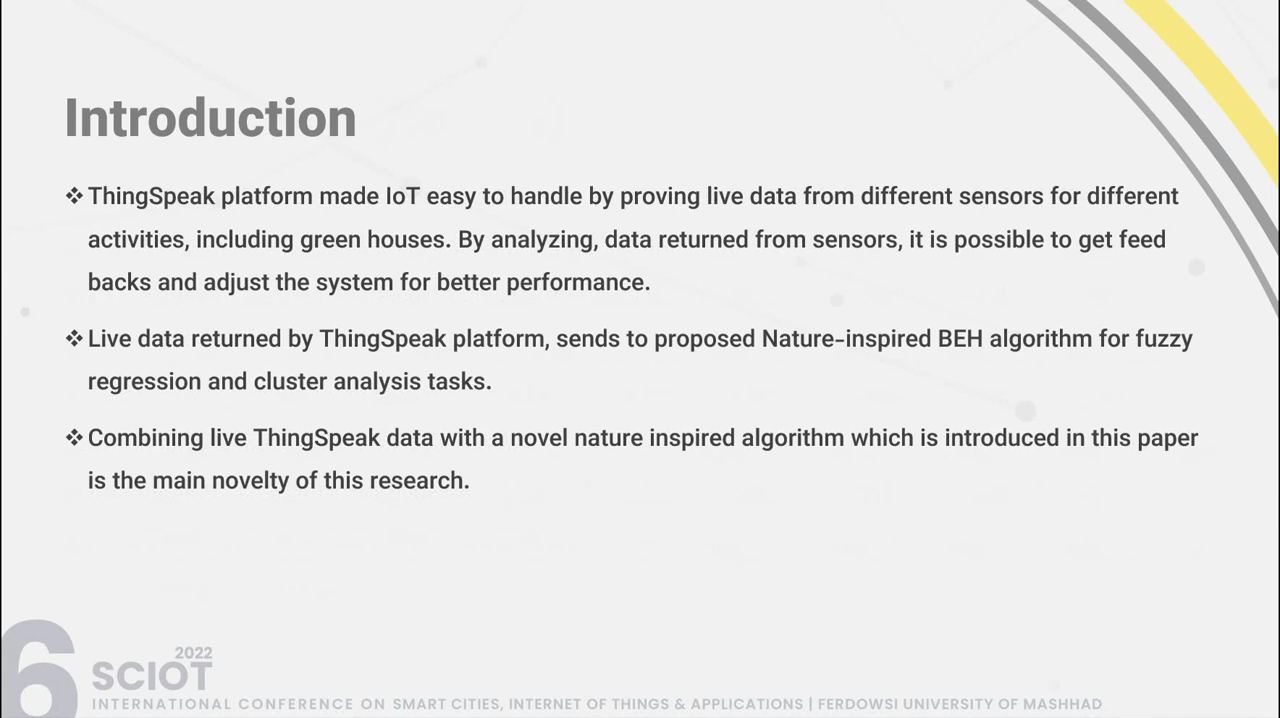 Introduction
❖ ThingSpeak platform made IoT easy to handle by proving live data from different sensors for different
activities, including green houses. By analyzing, data returned from sensors, it is possible to get feed
backs and adjust the system for better performance.
❖ Live data returned by ThingSpeak platform, sends to proposed Nature-inspired BEH algorithm for fuzzy
regression and cluster analysis tasks.
❖ Combining live ThingSpeak data with a novel nature inspired algorithm which is introduced in this paper
is the main novelty of this research.
6
2022
SCIOT
INTERNATIONAL CONFERENCE ON SMART CITIES, INTERNET OF THINGS & APPLICATIONS | FERDOWSI UNIVERSITY OF MASHHAD